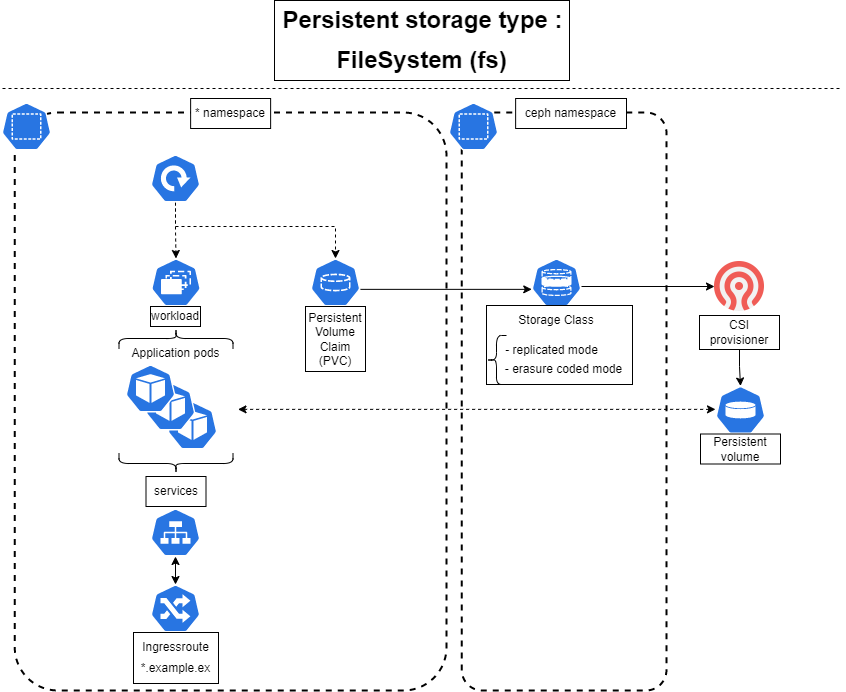 Persistent storage type :
FileSystem (fs)
* namespace
ceph namespace
workload
Application pods
Persistent
Volume
Claim
(PVC)
Storage Class
- replicated mode
- erasure coded mode
CSI
provisioner
Persistent
volume
services
Ingressroute
*.example.ex